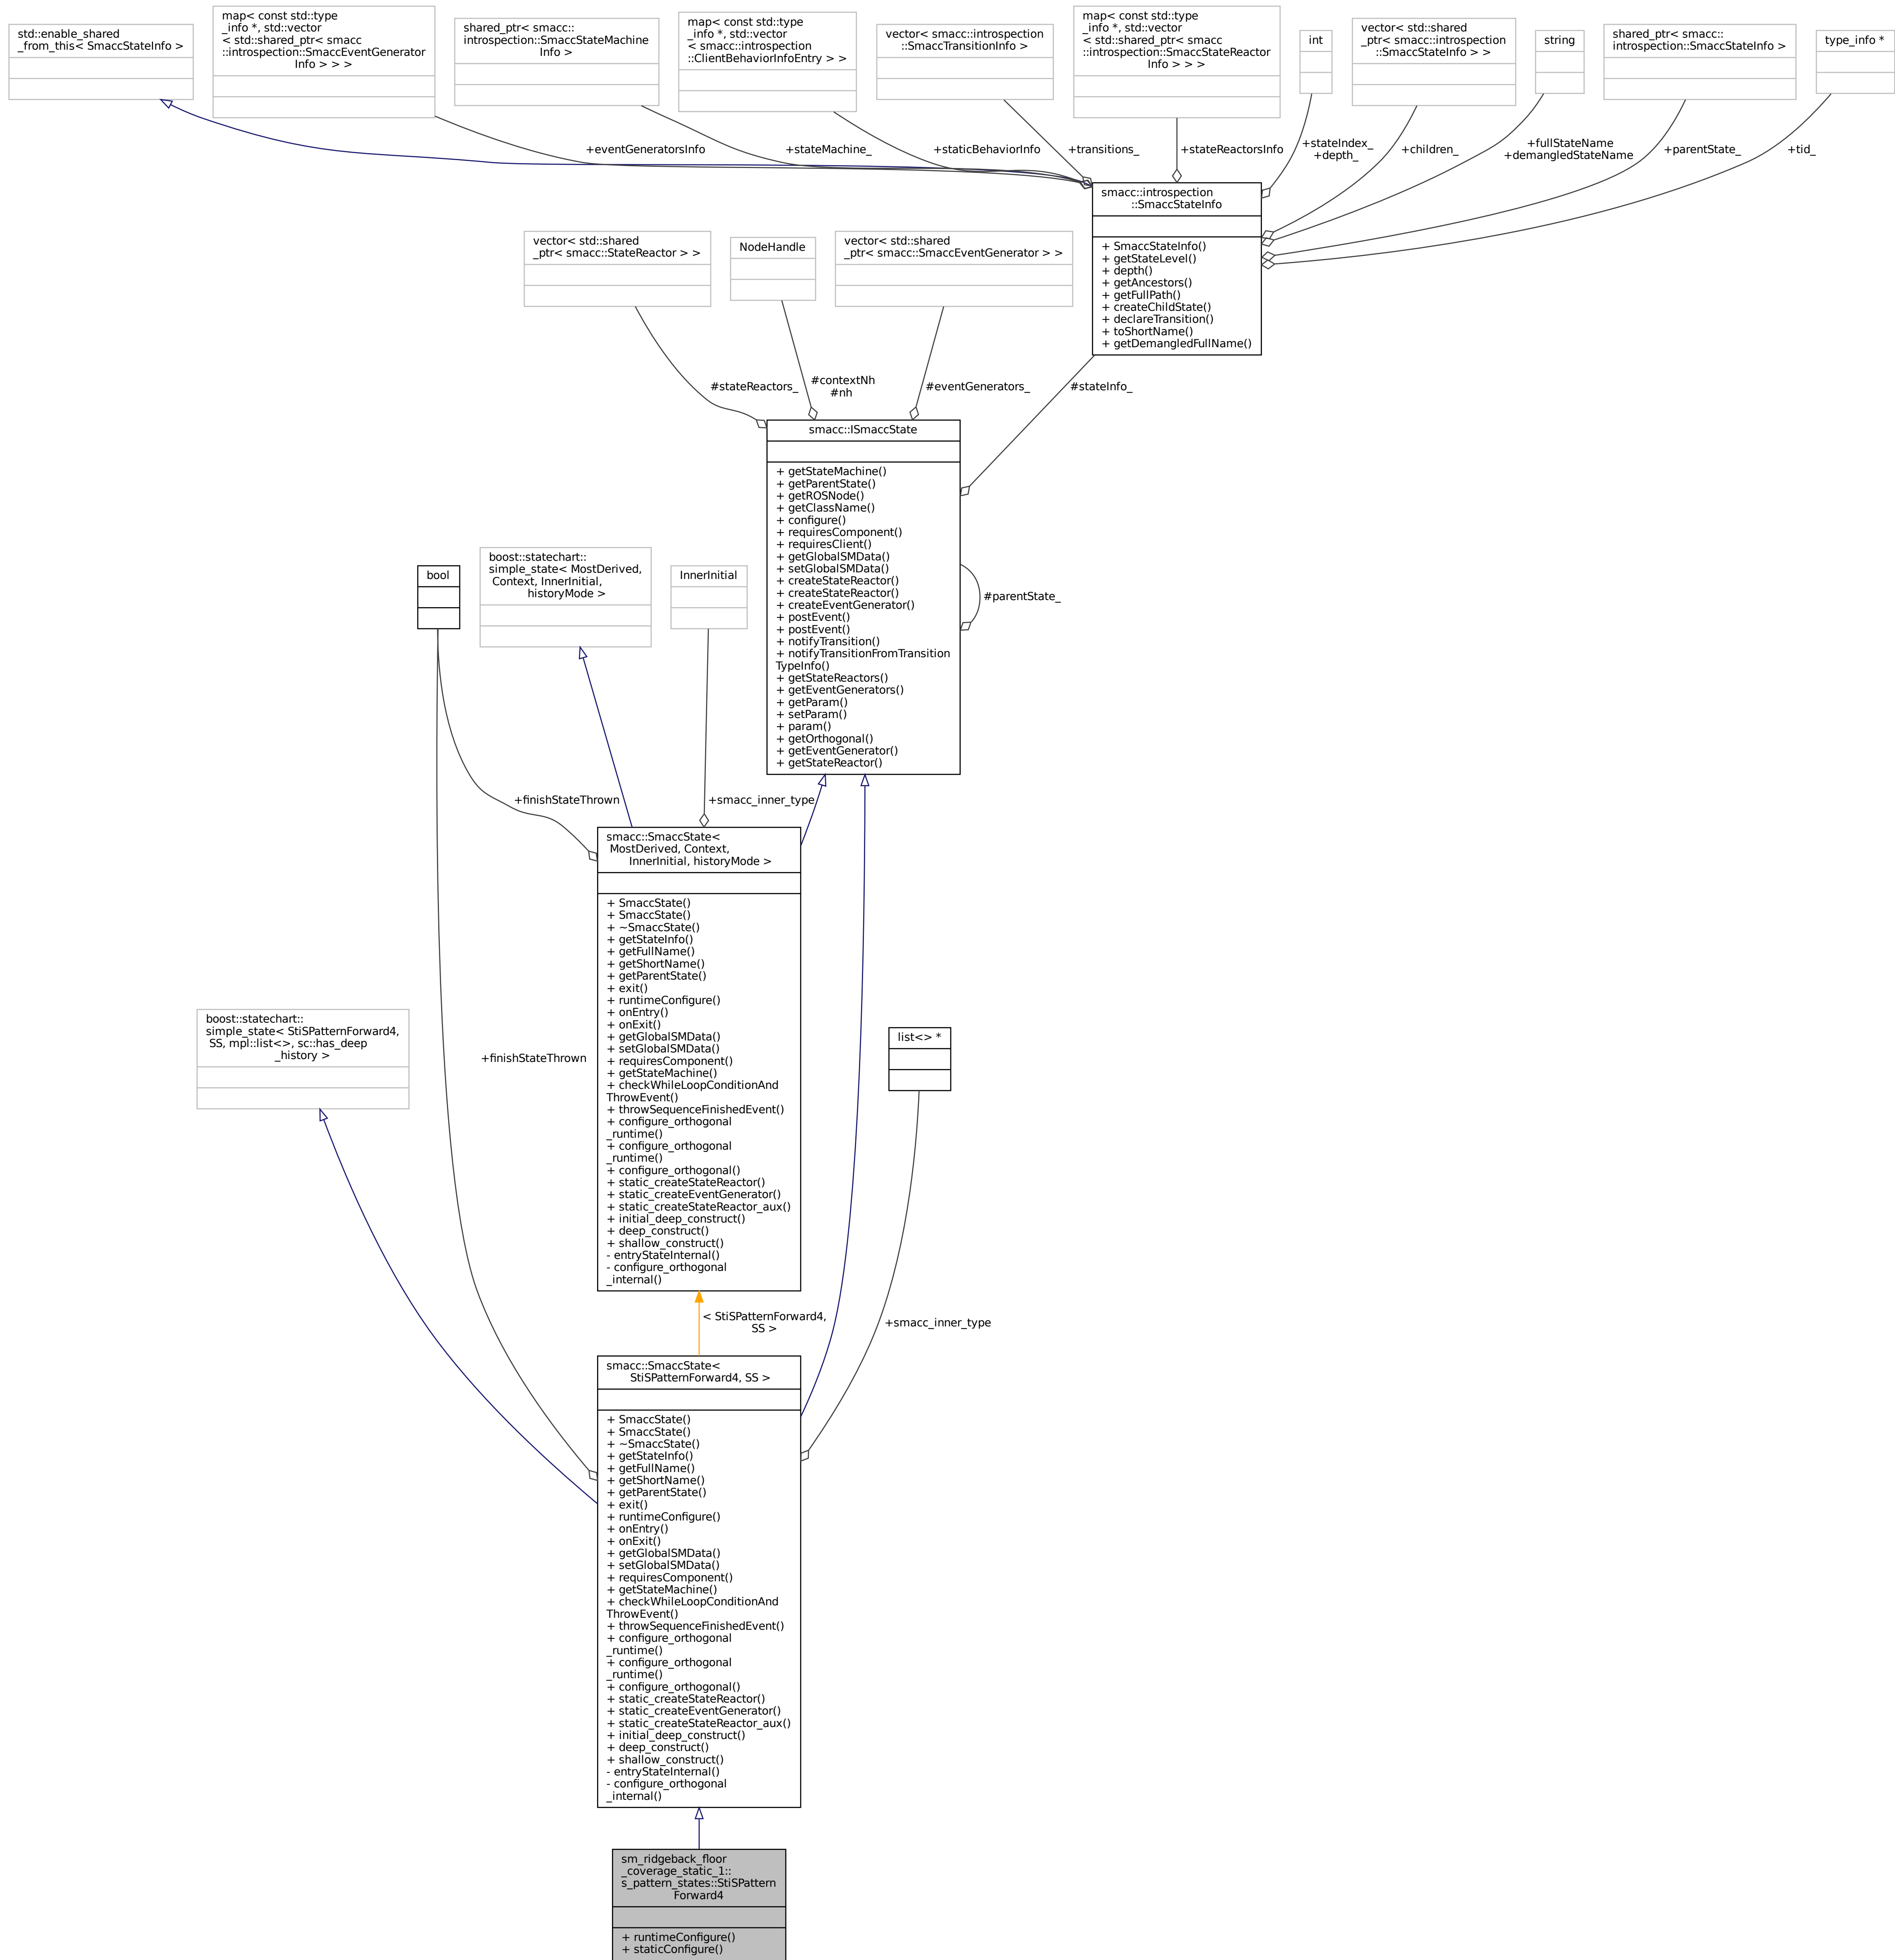 std::enable_shared
_from_this< SmaccStateInfo >
map< const std::type
_info *, std::vector
< std::shared_ptr< smacc
::introspection::SmaccEventGenerator
Info > > >
shared_ptr< smacc::
introspection::SmaccStateMachine
Info >
map< const std::type
_info *, std::vector
< smacc::introspection
::ClientBehaviorInfoEntry > >
vector< smacc::introspection
::SmaccTransitionInfo >
map< const std::type
_info *, std::vector
< std::shared_ptr< smacc
::introspection::SmaccStateReactor
Info > > >
int
vector< std::shared
_ptr< smacc::introspection
::SmaccStateInfo > >
string
shared_ptr< smacc::
introspection::SmaccStateInfo >
type_info *
+eventGeneratorsInfo
+stateMachine_
+staticBehaviorInfo
+transitions_
+stateReactorsInfo
+stateIndex_
+depth_
+children_
+fullStateName
+demangledStateName
+parentState_
+tid_
smacc::introspection
::SmaccStateInfo
+ SmaccStateInfo()
+ getStateLevel()
+ depth()
+ getAncestors()
+ getFullPath()
+ createChildState()
+ declareTransition()
+ toShortName()
+ getDemangledFullName()
vector< std::shared
_ptr< smacc::StateReactor > >
NodeHandle
vector< std::shared
_ptr< smacc::SmaccEventGenerator > >
#stateReactors_
#contextNh
#nh
#eventGenerators_
#stateInfo_
smacc::ISmaccState
+ getStateMachine()
+ getParentState()
+ getROSNode()
+ getClassName()
+ configure()
+ requiresComponent()
+ requiresClient()
+ getGlobalSMData()
+ setGlobalSMData()
+ createStateReactor()
+ createStateReactor()
+ createEventGenerator()
+ postEvent()
+ postEvent()
+ notifyTransition()
+ notifyTransitionFromTransition
TypeInfo()
+ getStateReactors()
+ getEventGenerators()
+ getParam()
+ setParam()
+ param()
+ getOrthogonal()
+ getEventGenerator()
+ getStateReactor()
#parentState_
bool
boost::statechart::
simple_state< MostDerived,
Context, InnerInitial,
historyMode >
InnerInitial
+finishStateThrown
+smacc_inner_type
smacc::SmaccState<
MostDerived, Context,
InnerInitial, historyMode >
+ SmaccState()
+ SmaccState()
+ ~SmaccState()
+ getStateInfo()
+ getFullName()
+ getShortName()
+ getParentState()
+ exit()
+ runtimeConfigure()
+ onEntry()
+ onExit()
+ getGlobalSMData()
+ setGlobalSMData()
+ requiresComponent()
+ getStateMachine()
+ checkWhileLoopConditionAnd
ThrowEvent()
+ throwSequenceFinishedEvent()
+ configure_orthogonal
_runtime()
+ configure_orthogonal
_runtime()
+ configure_orthogonal()
+ static_createStateReactor()
+ static_createEventGenerator()
+ static_createStateReactor_aux()
+ initial_deep_construct()
+ deep_construct()
+ shallow_construct()
- entryStateInternal()
- configure_orthogonal
_internal()
boost::statechart::
simple_state< StiSPatternForward4,
SS, mpl::list<>, sc::has_deep
_history >
+finishStateThrown
list<> *
< StiSPatternForward4,
SS >
+smacc_inner_type
smacc::SmaccState<
StiSPatternForward4, SS >
+ SmaccState()
+ SmaccState()
+ ~SmaccState()
+ getStateInfo()
+ getFullName()
+ getShortName()
+ getParentState()
+ exit()
+ runtimeConfigure()
+ onEntry()
+ onExit()
+ getGlobalSMData()
+ setGlobalSMData()
+ requiresComponent()
+ getStateMachine()
+ checkWhileLoopConditionAnd
ThrowEvent()
+ throwSequenceFinishedEvent()
+ configure_orthogonal
_runtime()
+ configure_orthogonal
_runtime()
+ configure_orthogonal()
+ static_createStateReactor()
+ static_createEventGenerator()
+ static_createStateReactor_aux()
+ initial_deep_construct()
+ deep_construct()
+ shallow_construct()
- entryStateInternal()
- configure_orthogonal
_internal()
sm_ridgeback_floor
_coverage_static_1::
s_pattern_states::StiSPattern
Forward4
+ runtimeConfigure()
+ staticConfigure()